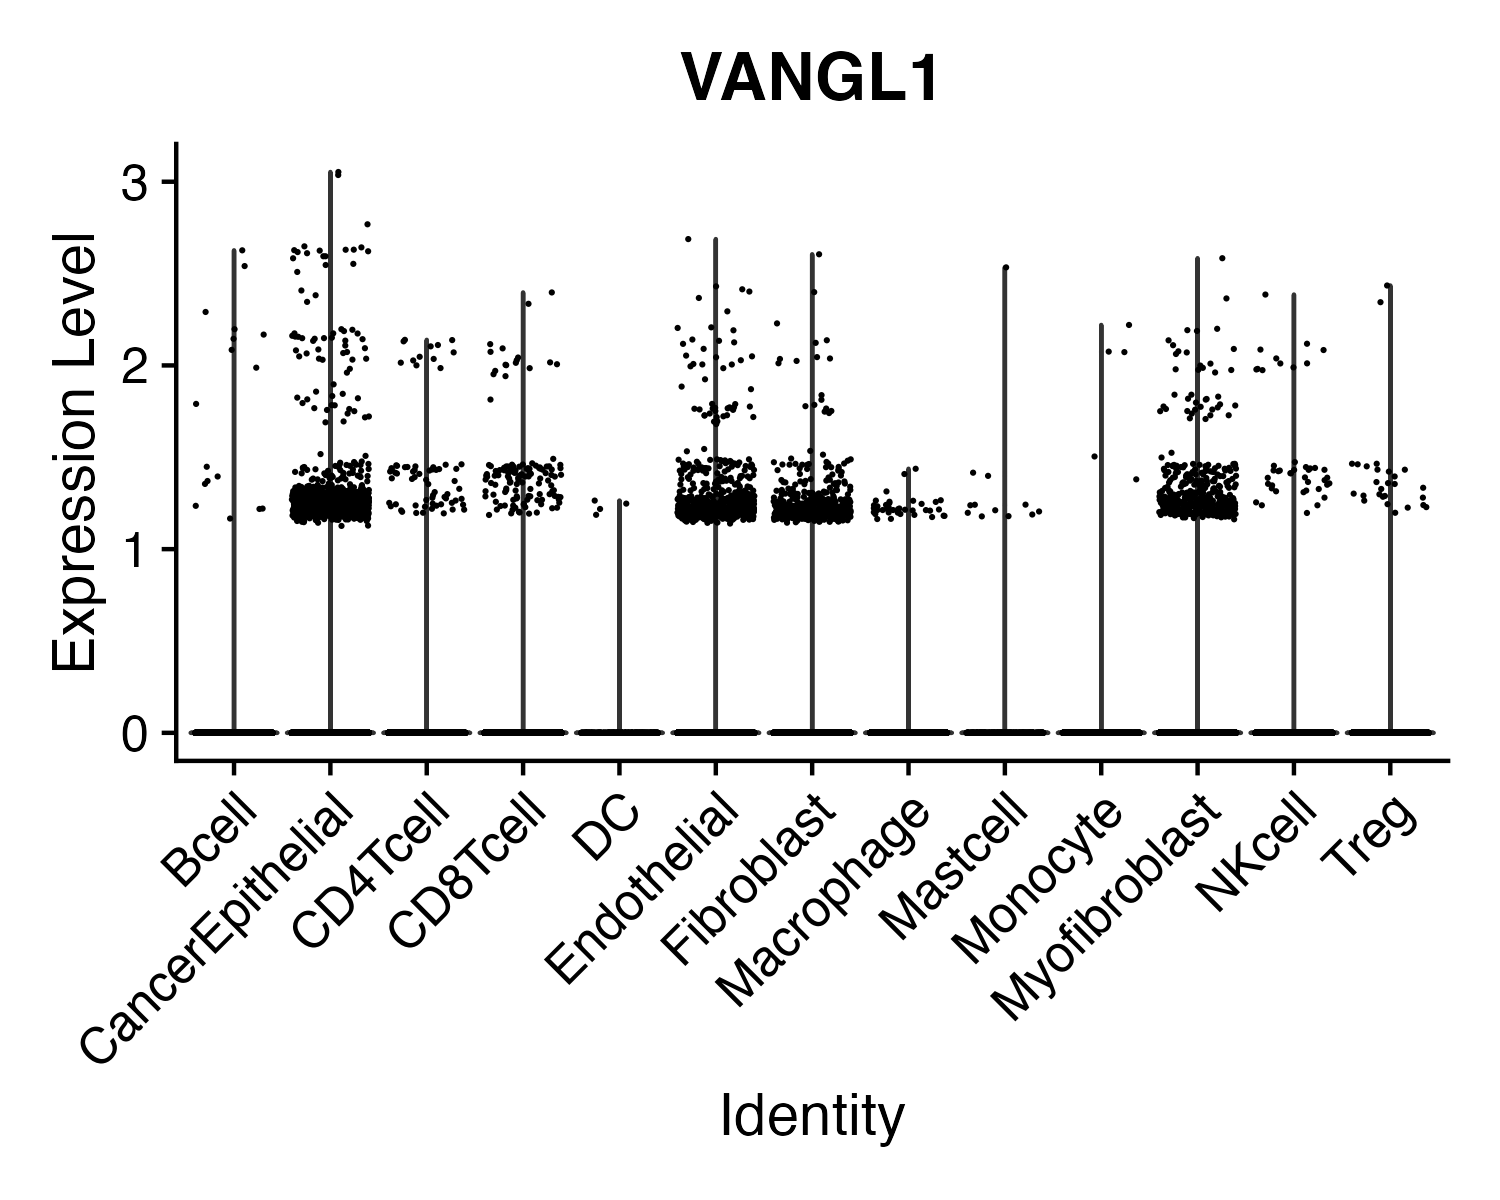 VANGL1
Expression Level
3
2
1
0
Bcell
CancerEpithelial
CD4Tcell
CD8Tcell
DC
Endothelial
Fibroblast
Macrophage
Mastcell
Monocyte
Myofibroblast
NKcell
Treg
Identity